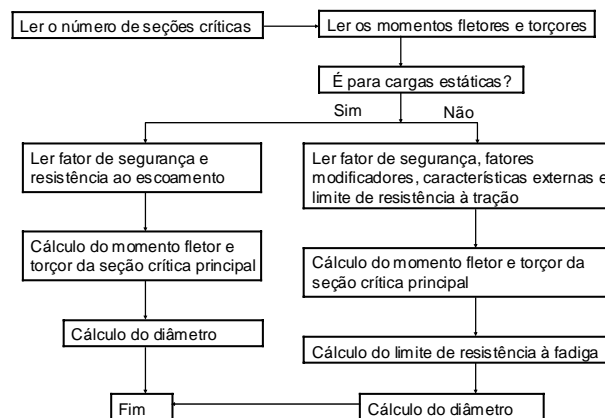 Ler o número de seções críticas
Ler os momentos fletores e torçores
É para cargas estáticas?
Sim
Não
Ler fator de segurança e
resistência ao escoamento
Ler fator de segurança, fatores
modificadores, características externas e
limite de resistência à tração
Cálculo do momento fletor e
torçor da seção crítica principal
Cálculo do momento fletor e torçor da
seção crítica principal
Cálculo do diâmetro
Cálculo do limite de resistência à fadiga
Fim
Cálculo do diâmetro